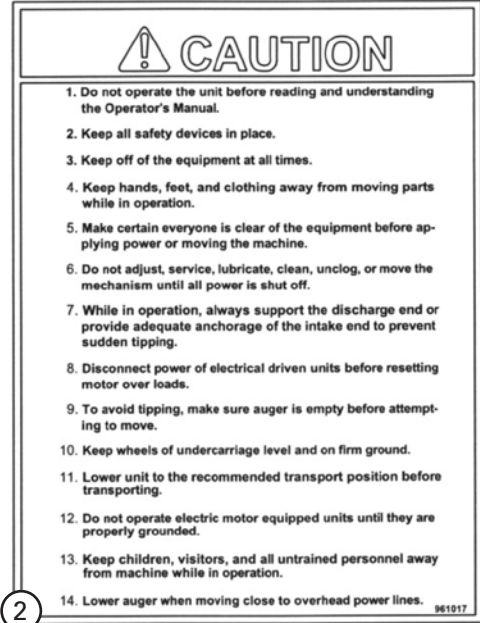 CAUTION
1. Do not operate the unit before reading and understanding
the Operator's Manual.
2. Keep all safety devices in place.
3. Keep off of the equipment at all times.
4. Keep hands, feet, and clothing away from moving parts
while in operation.
5. Make certain everyone is clear of the equipment before ap-
plying power or moving the machine.
6. Do not adjust, service, lubricate, clean, unclog, or move the
mechanism until all power is shut off.
7. While in operation, always support the discharge end or
provide adequate anchorage of the intake end to prevent
sudden tipping.
8. Disconnect power of electrical driven units before resetting
motor over loads.
9. To avoid tipping, make sure auger is empty before attempt-
ing to move.
10. Keep wheels of undercarriage level and on firm ground.
11. Lower unit to the recommended transport position before
transporting.
12. Do not operate electric motor equipped units until they are
properly grounded.
13. Keep children, visitors, and all untrained personnel away
from machine while in operation.
14. Lower auger when moving close to overhead power lines.
961017
2